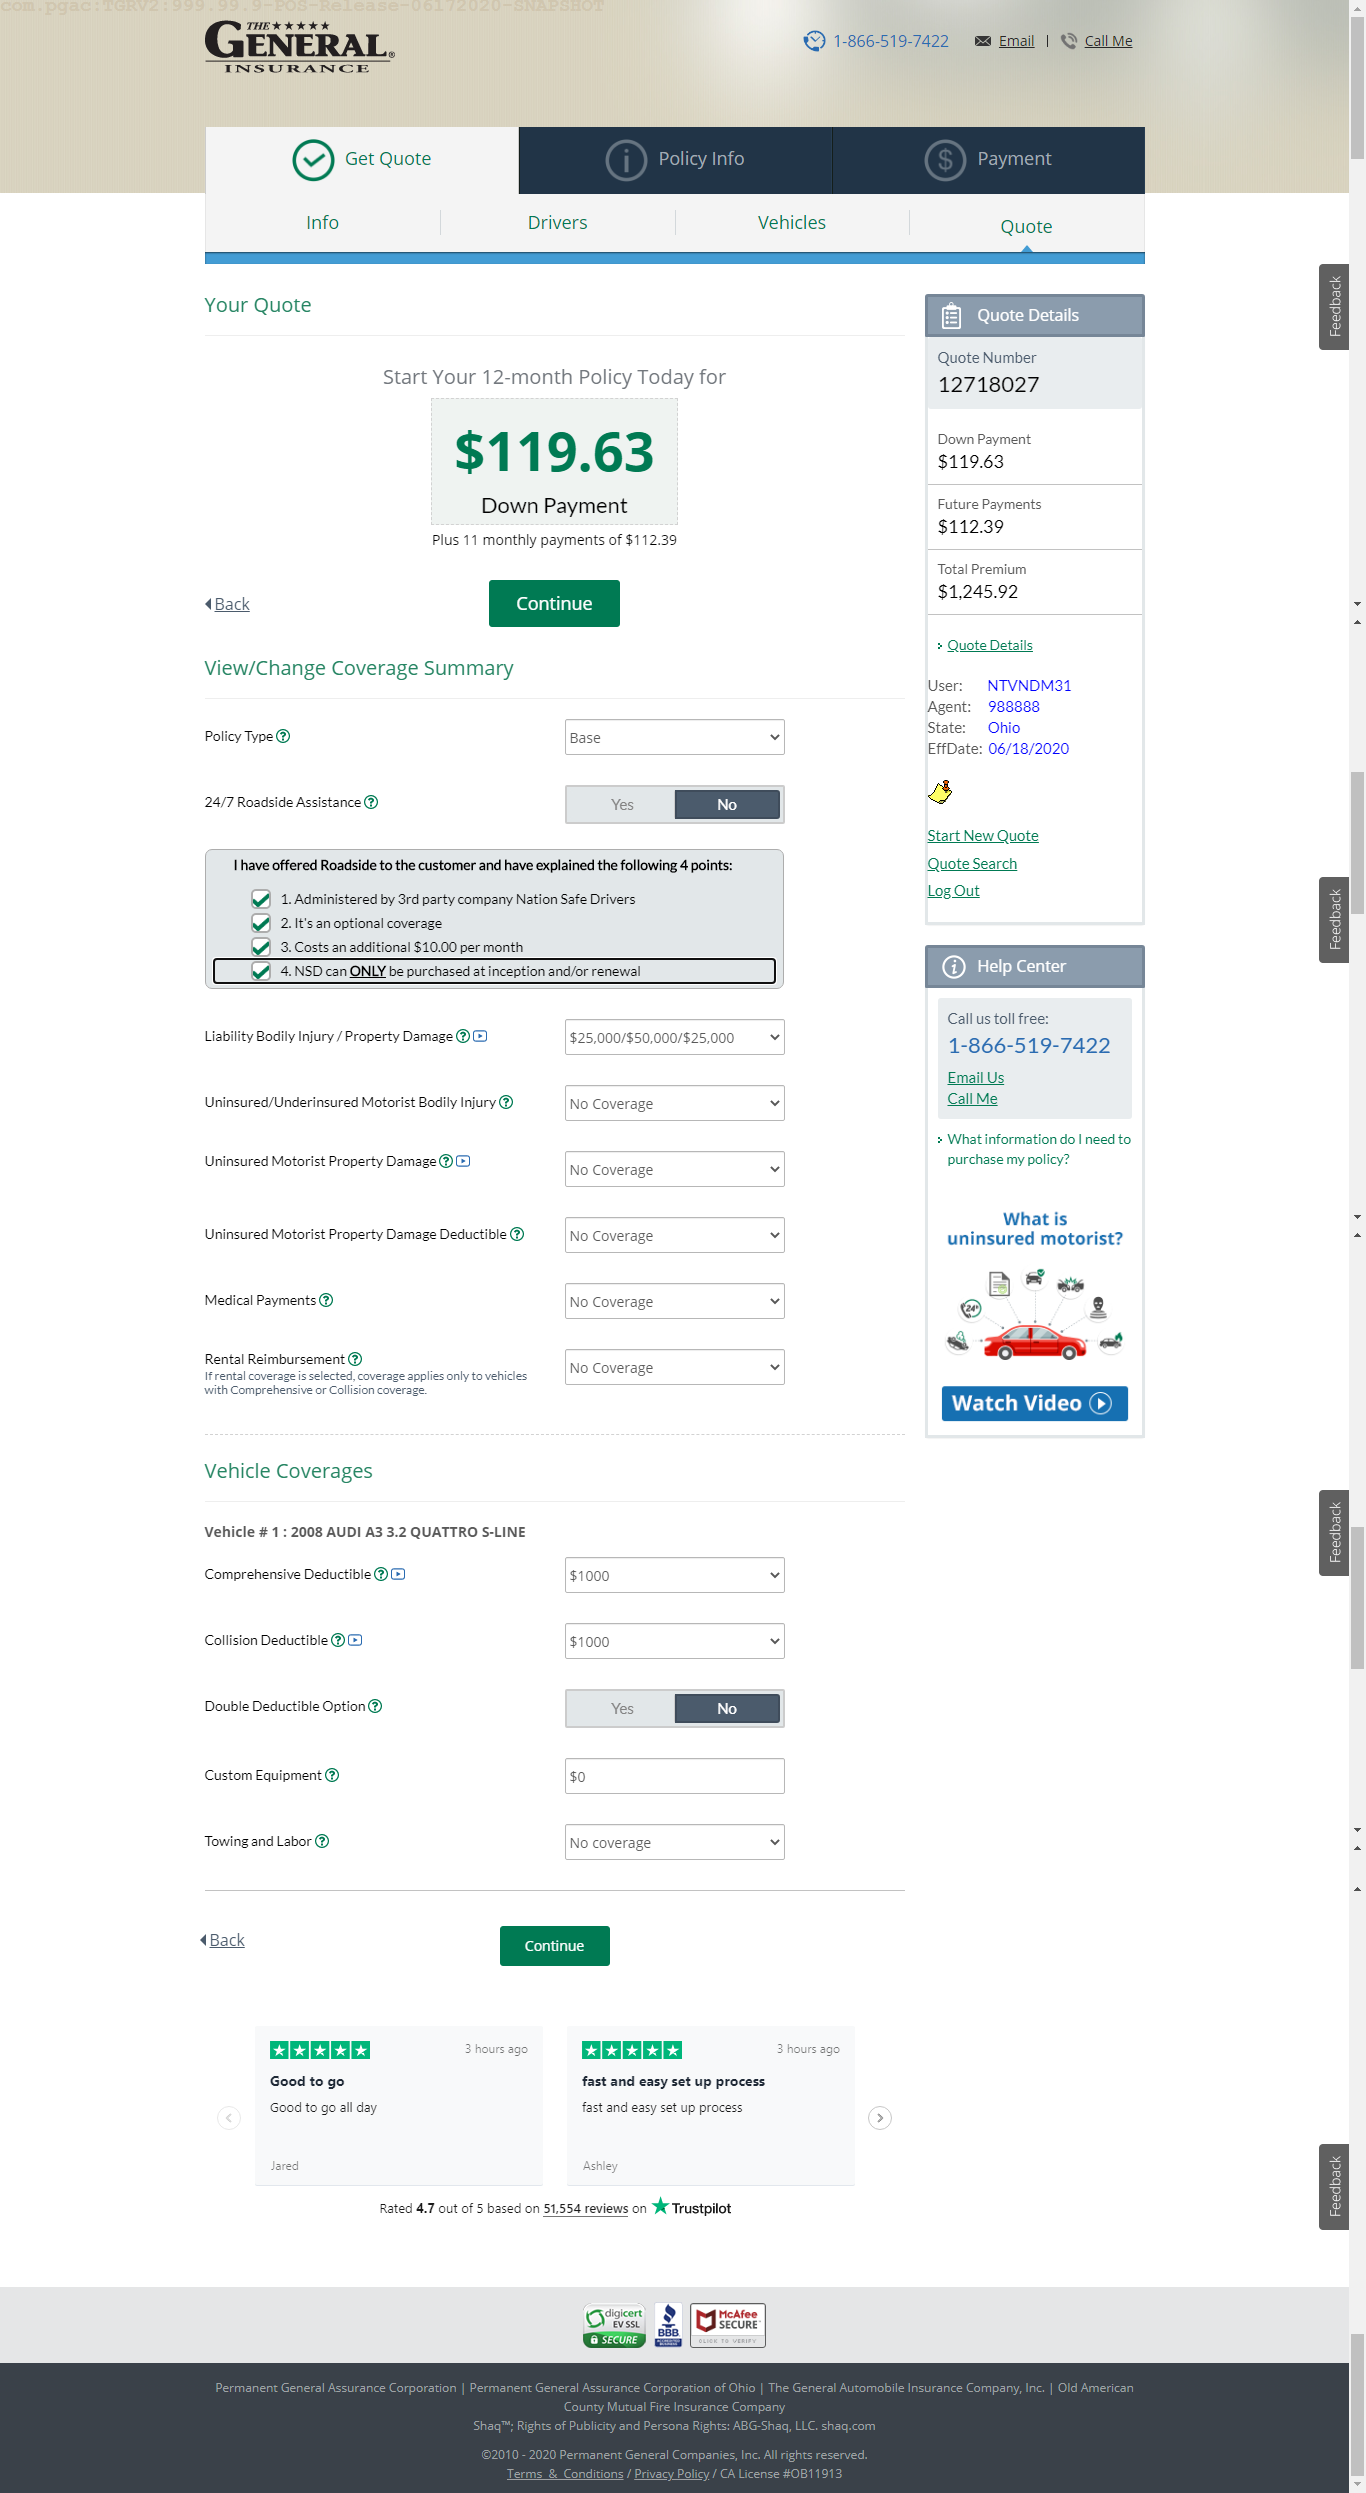 com.pgac:TGRV2:999.99.9-POS-Release-06172020-SNAPSHOT
THE
GENERAL®
INSURANCE
1-866-519-7422
Email | Call Me
Get Quote
Policy Info
Payment
Info
Drivers
Vehicles
Quote
Your Quote
Start Your 12-month Policy Today for
$119.63
Down Payment
Plus 11 monthly payments of $112.39
Back
Continue
View/Change Coverage Summary
Policy Type
Base
24/7 Roadside Assistance
Yes
No
I have offered Roadside to the customer and have explained the following 4 points:
1. Administered by 3rd party company Nation Safe Drivers
2. It's an optional coverage
3. Costs an additional $10.00 per month
4. NSD can ONLY be purchased at inception and/or renewal
Liability Bodily Injury / Property Damage
$25,000/$50,000/$25,000
Uninsured/Underinsured Motorist Bodily Injury
No Coverage
Uninsured Motorist Property Damage
No Coverage
Uninsured Motorist Property Damage Deductible
No Coverage
Medical Payments
No Coverage
Rental Reimbursement
If rental coverage is selected, coverage applies only to vehicles
with Comprehensive or Collision coverage.
No Coverage
Vehicle Coverages
Vehicle # 1 : 2008 AUDI A3 3.2 QUATTRO S-LINE
Comprehensive Deductible
$1000
Collision Deductible
$1000
Double Deductible Option
Yes
No
Custom Equipment
$0
Towing and Labor
No coverage
Back
Continue
Quote Details
Quote Number
12718027
Down Payment
$119.63
Future Payments
$112.39
Total Premium
$1,245.92
Quote Details
User: NTVNDM31
Agent: 988888
State: Ohio
EffDate: 06/18/2020
Start New Quote
Quote Search
Log Out
Help Center
Call us toll free:
1-866-519-7422
Email Us
Call Me
What information do I need to
purchase my policy?
What is
uninsured motorist?
24h
Watch Video
Feedback
Feedback
Feedback
Feedback
3 hours ago
Good to go
Good to go all day
Jared
3 hours ago
fast and easy set up process
fast and easy set up process
Ashley
Rated 4.7 out of 5 based on 51,554 reviews on Trustpilot
digicert
EV SSL
SECURE
BBB
ACCREDITED
BUSINESS
McAfee
SECURE
CLICK TO VERIFY
Permanent General Assurance Corporation | Permanent General Assurance Corporation of Ohio | The General Automobile Insurance Company, Inc. | Old American
County Mutual Fire Insurance Company
Shaq™; Rights of Publicity and Persona Rights: ABG-Shaq, LLC. shaq.com
©2010 - 2020 Permanent General Companies, Inc. All rights reserved.
Terms & Conditions / Privacy Policy / CA License #OB11913